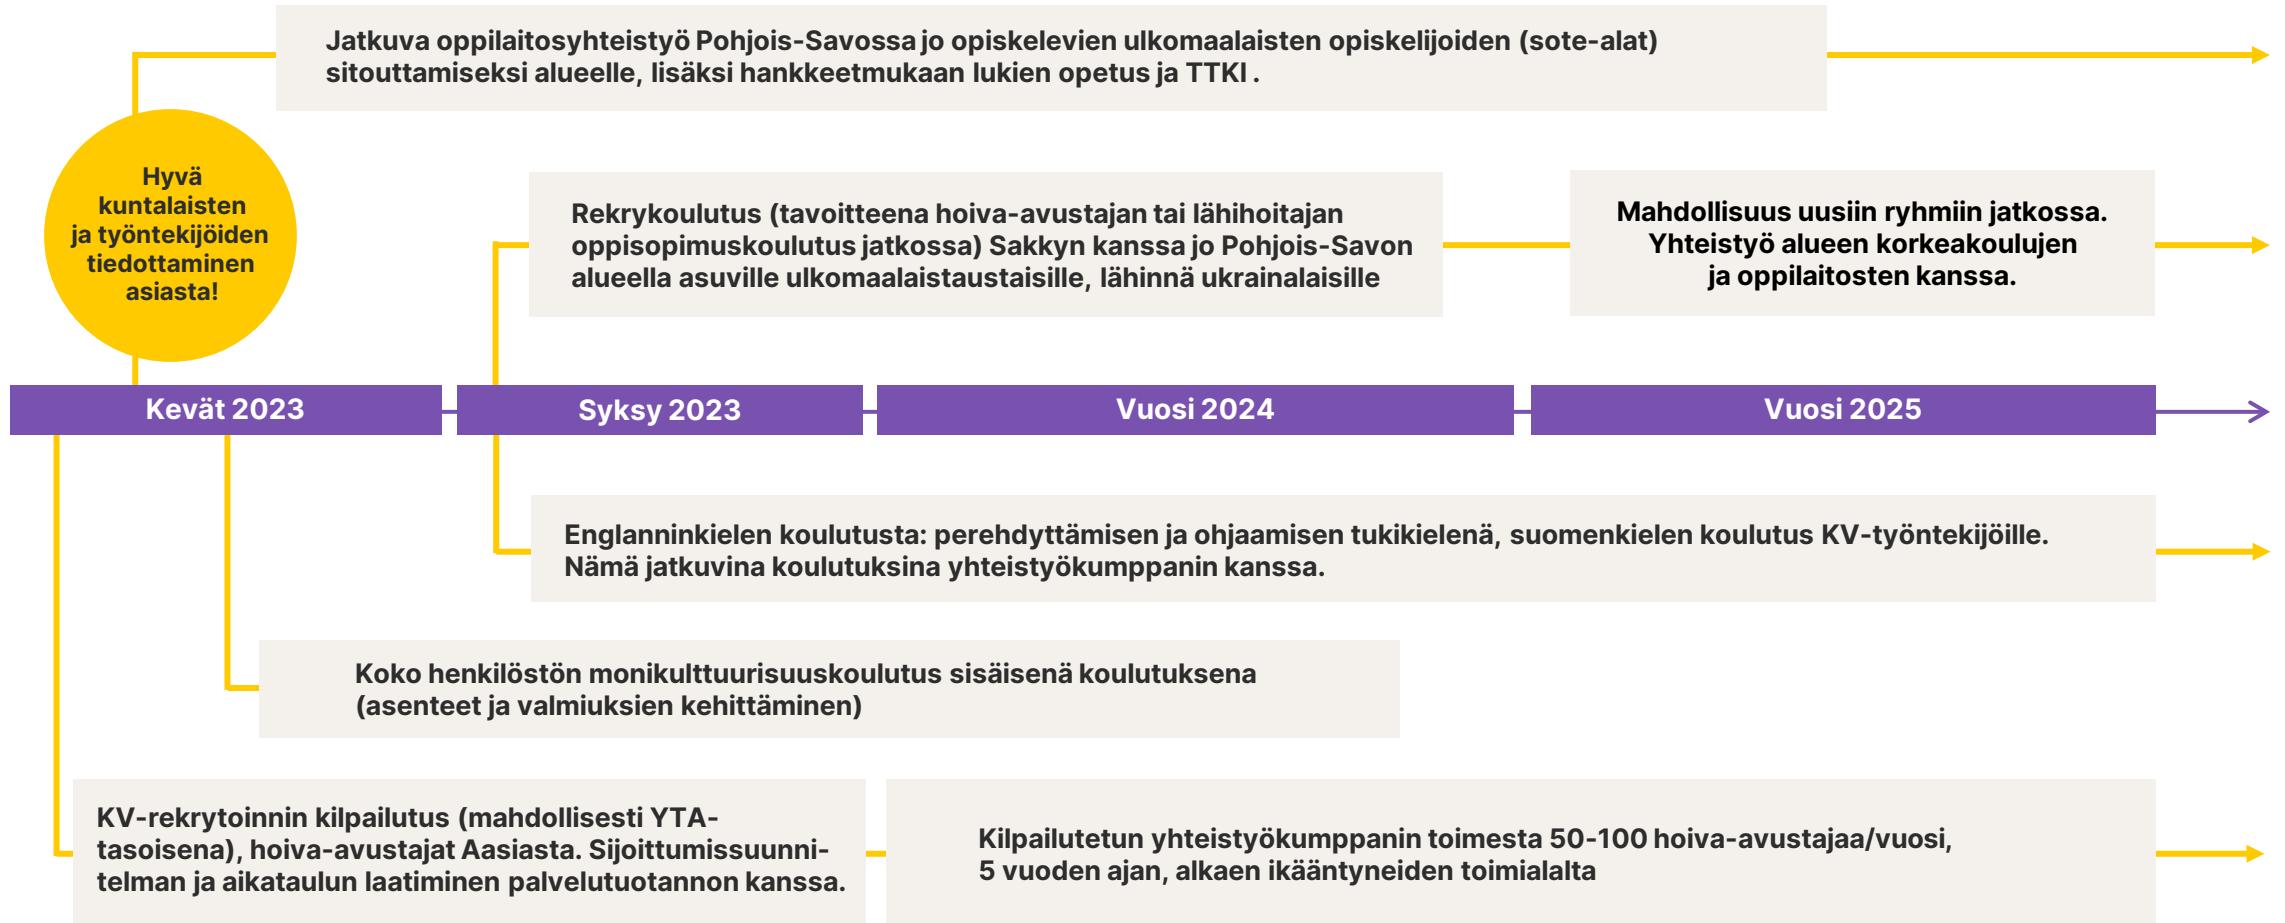 Jatkuva oppilaitosyhteistyö Pohjois-Savossa jo opiskelevien ulkomaalaisten opiskelijoiden (sote-alat)
sitouttamiseksi alueelle, lisäksi hankkeetmukaan lukien opetus ja TTKI .
Hyvä
kuntalaisten
ja työntekijöiden
tiedottaminen
asiasta!
Rekrykoulutus (tavoitteena hoiva-avustajan tai lähihoitajan
oppisopimuskoulutus jatkossa) Sakkyn kanssa jo Pohjois-Savon
alueella asuville ulkomaalaistaustaisille, lähinnä ukrainalaisille
Mahdollisuus uusiin ryhmiin jatkossa.
Yhteistyö alueen korkeakoulujen
ja oppilaitosten kanssa.
Kevät 2023
Syksy 2023
Vuosi 2024
Vuosi 2025
Englanninkielen koulutusta: perehdyttämisen ja ohjaamisen tukikielenä, suomenkielen koulutus KV-työntekijöille.
Nämä jatkuvina koulutuksina yhteistyökumppanin kanssa.
Koko henkilöstön monikulttuurisuuskoulutus sisäisenä koulutuksena
(asenteet ja valmiuksien kehittäminen)
KV-rekrytoinnin kilpailutus (mahdollisesti YTA-
tasoisena), hoiva-avustajat Aasiasta. Sijoittumissuunni-
telman ja aikataulun laatiminen palvelutuotannon kanssa.
Kilpailutetun yhteistyökumppanin toimesta 50-100 hoiva-avustajaa/vuosi,
5 vuoden ajan, alkaen ikääntyneiden toimialalta